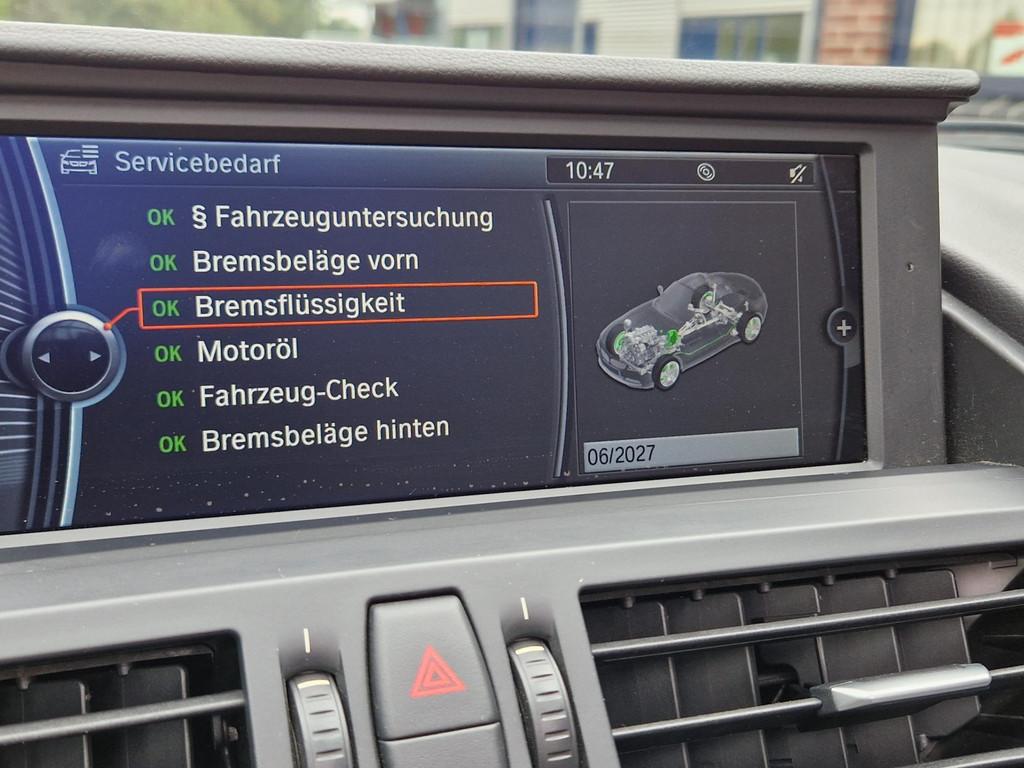 Servicebedarf
10:47
OK § Fahrzeuguntersuchung
OK Bremsbeläge vorn
OK Bremsflüssigkeit
OK Motoröl
OK Fahrzeug-Check
OK Bremsbeläge hinten
06/2027